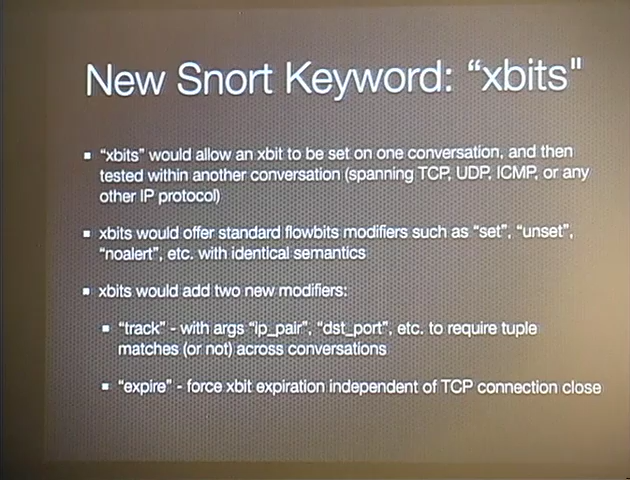 New Snort Keyword: “xbits"
▪ “xbits” would allow an xbit to be set on one conversation, and then
tested within another conversation (spanning TCP, UDP, ICMP, or any
other IP protocol)
▪ xbits would offer standard flowbits modifiers such as “set”, “unset”,
“noalert”, etc. with identical semantics
▪ xbits would add two new modifiers:
▪ “track” - with args “ip_pair”, “dst_port”, etc. to require tuple
matches (or not) across conversations
▪ “expire” - force xbit expiration independent of TCP connection close